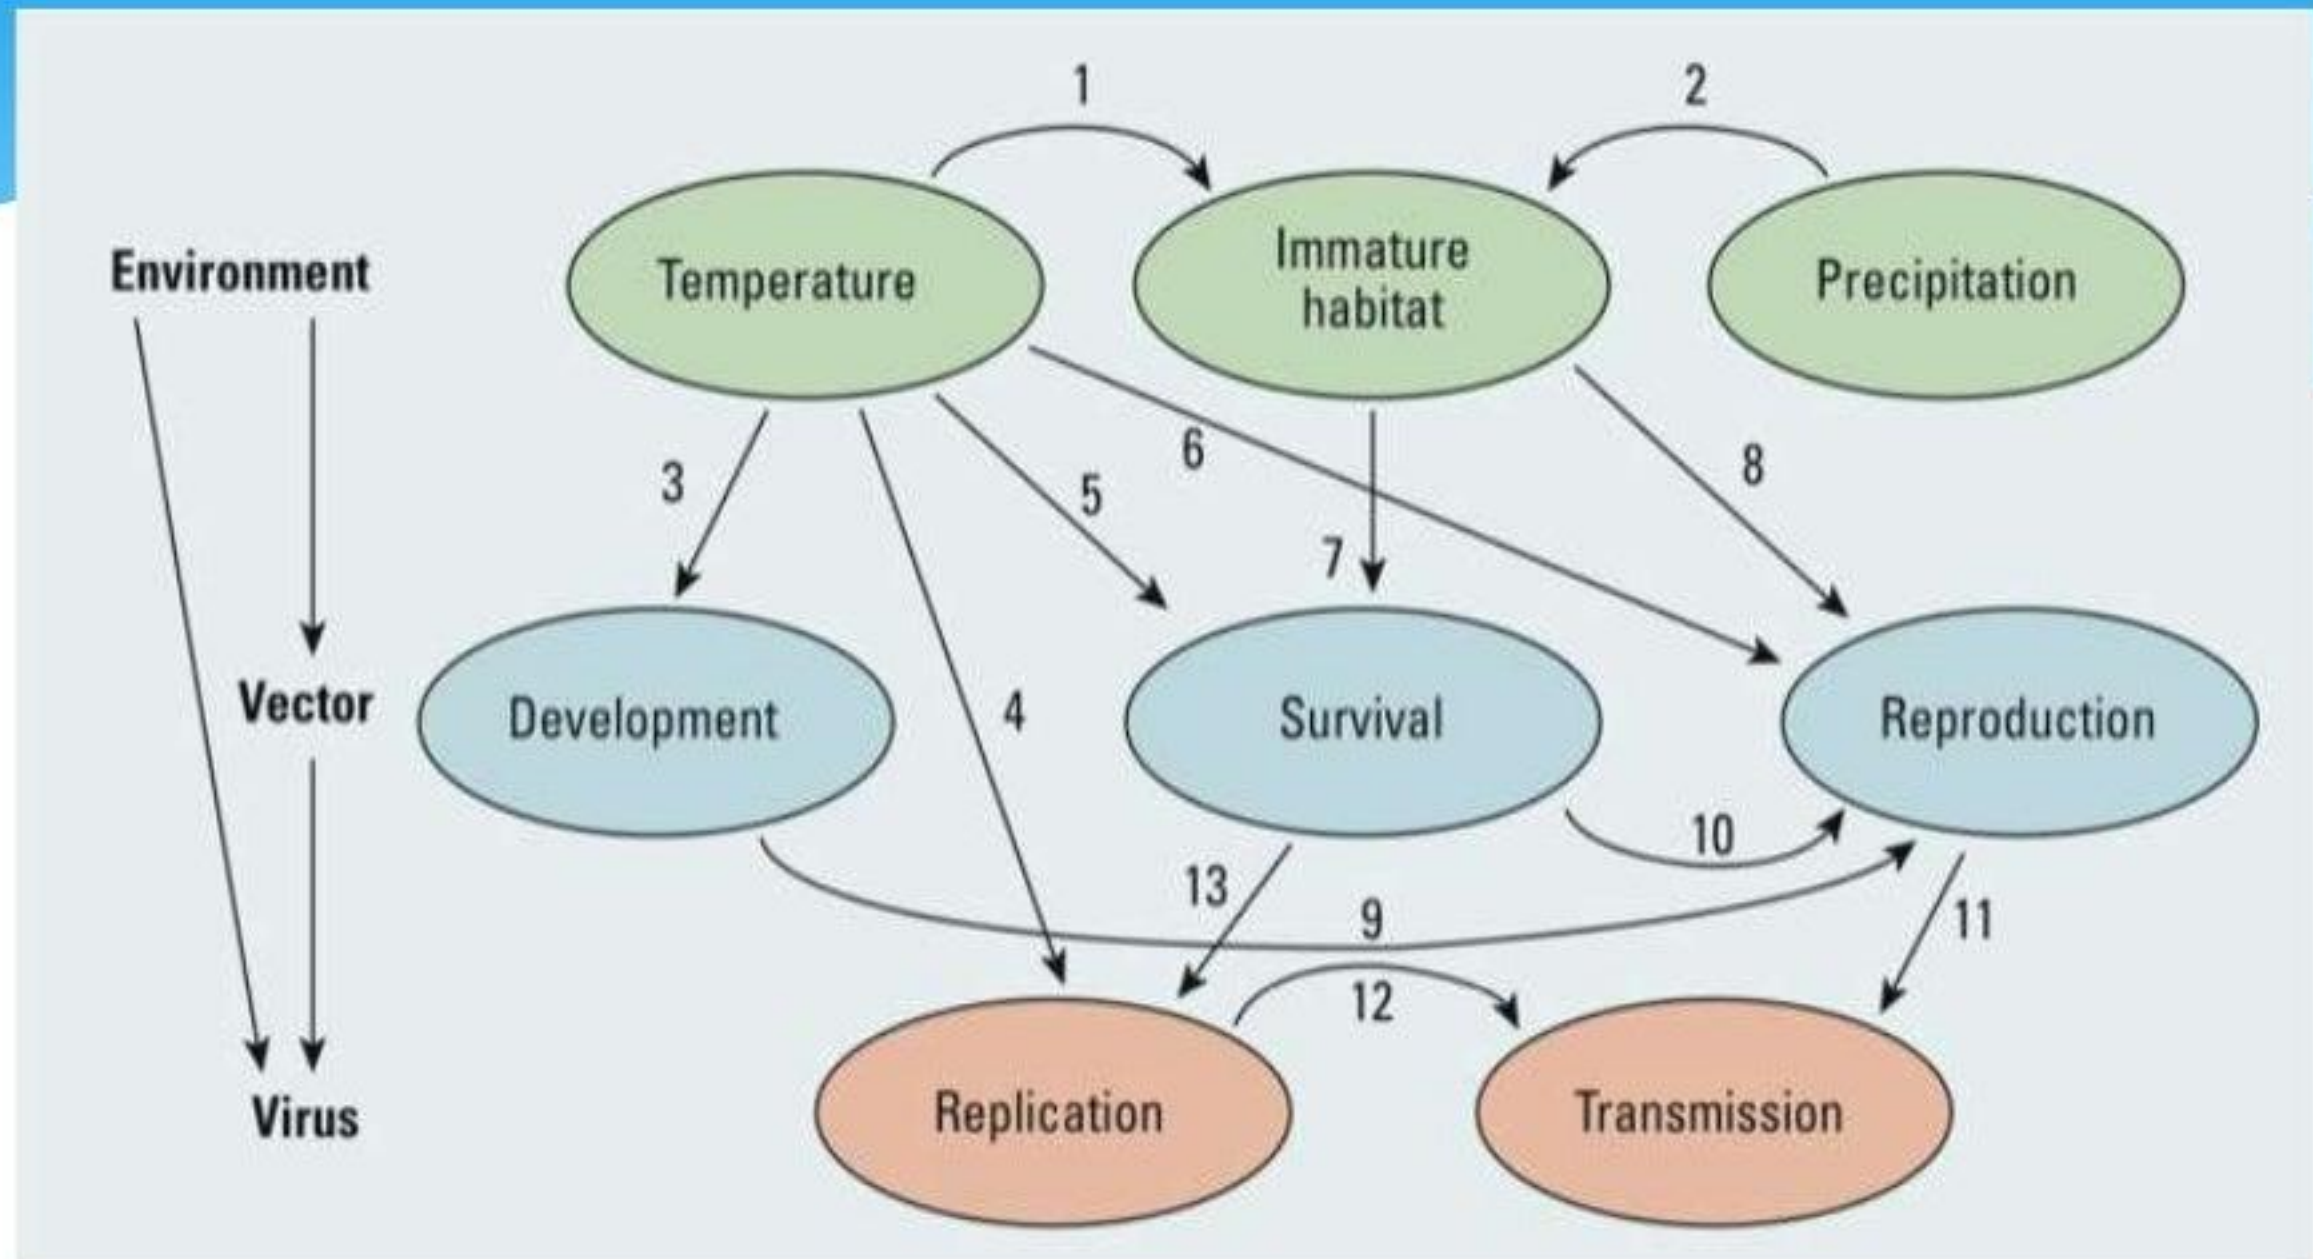 1
2
Environment
Temperature
Immature
habitat
Precipitation
3
4
5
6
7
8
Vector
Development
Survival
Reproduction
13
9
10
11
12
Virus
Replication
Transmission